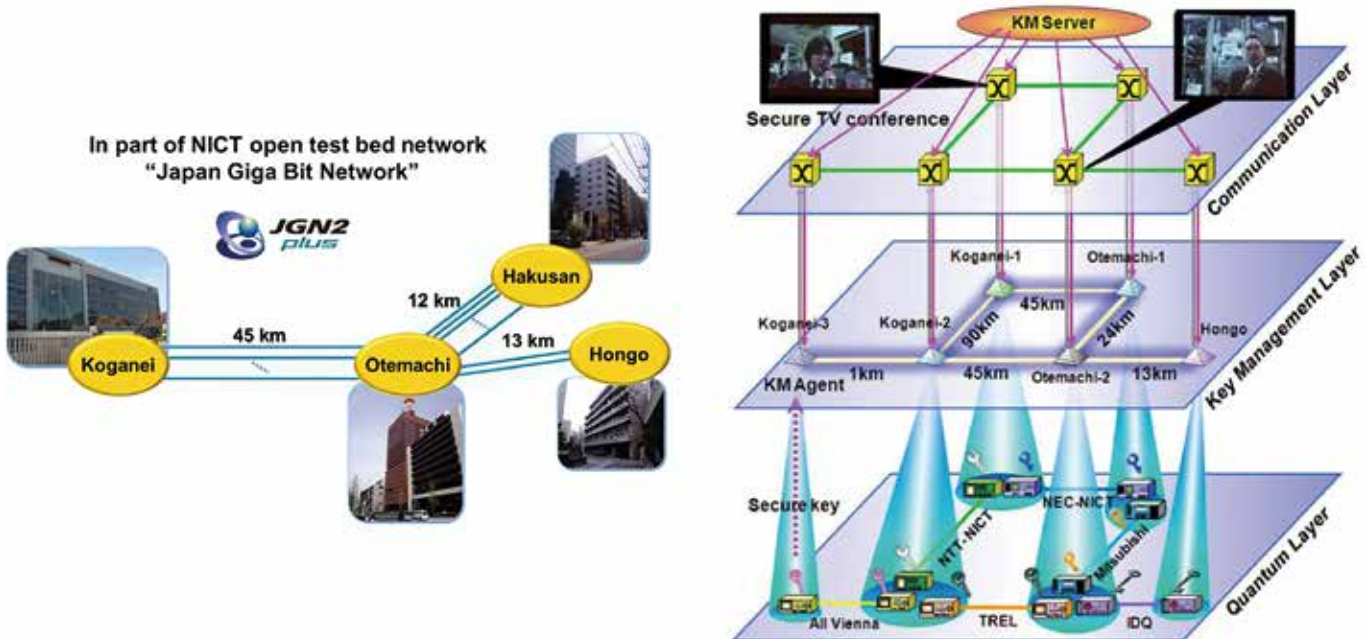 In part of NICT open test bed network
“Japan Giga Bit Network”
JGN2
plus
Hakusan
12 km
45 km
13 km
Koganei
Otemachi
Hongo
KM Server
Secure TV conference
Communication Layer
Koganei-1
Otemachi-1
45km
Koganei-3
Koganei-2
90km
24km
Hongo
1km
45km
Otemachi-2
13km
KM Agent
Key Management Layer
Secure key
NEC-NICT
NTT-NICT
Mitsubishi
All Vienna
TREL
IDQ
Quantum Layer